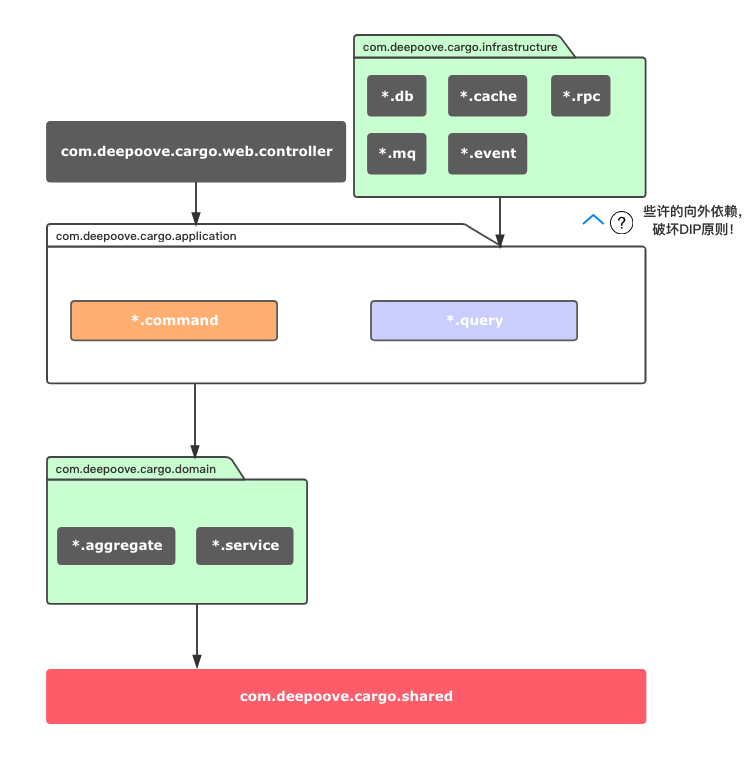 com.deepoove.cargo.infrastructure
*.db
*.cache
*.rpc
*.mq
*.event
com.deepoove.cargo.web.controller
些许的向外依赖，
破坏DIP原则！
?
com.deepoove.cargo.application
*.command
*.query
com.deepoove.cargo.domain
*.aggregate
*.service
com.deepoove.cargo.shared